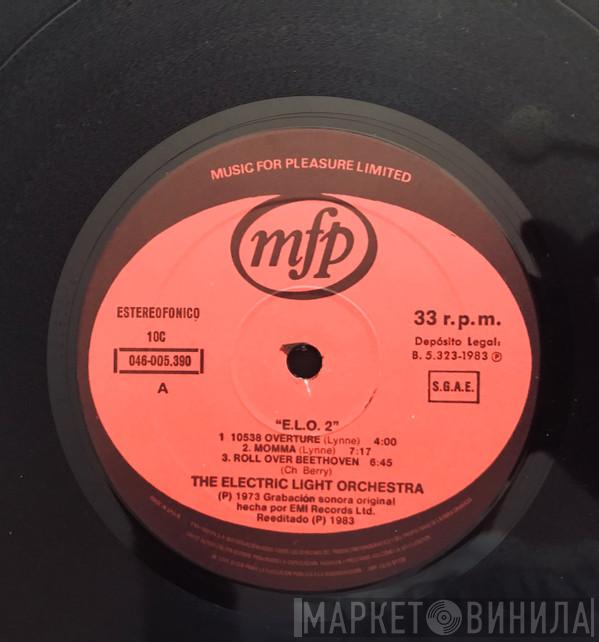 MUSIC FOR PLEASURE LIMITED
mfp
ESTEREOFONICO
10C
046-005.390
A
33 r.p.m.
Depósito Legal:
B. 5.323-1983 Ⓟ
S.G.A.E.
"E.L.O. 2"
1 10538 OVERTURE (Lynne) 4:00
2. MOMMA (Lynne) 7:17
3. ROLL OVER BEETHOVEN 6:45
(Ch Berry)
THE ELECTRIC LIGHT ORCHESTRA
(P) 1973 Grabación sonora original
hecha por EMI Records Ltd.
Reeditado (P) 1983
МАРКЕТ ВИНИЛА